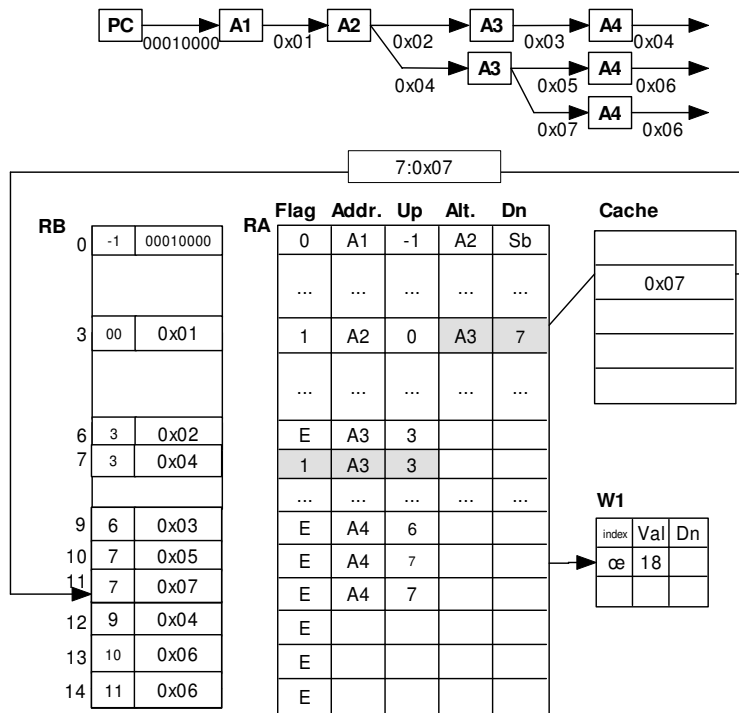 PC A1 A2 A3 A4
00010000 0x01 0x02 0x03 0x04
A3 A4
0x04 0x05 0x06
A4
0x07 0x06
7:0x07
RB RA Flag Addr. Up Alt. Dn Cache
0 -1 00010000 0 A1 -1 A2 Sb
... ... ... ... ...
0x07
3 00 0x01 1 A2 0 A3 7
... ... ... ... ...
6 3 0x02 E A3 3
7 3 0x04 1 A3 3
... ... ... ... ...
W1
9 6 0x03 E A4 6
index Val Dn
10 7 0x05 E A4 7
œ 18
11 7 0x07 E A4 7
12 9 0x04 E
13 10 0x06 E
14 11 0x06 E